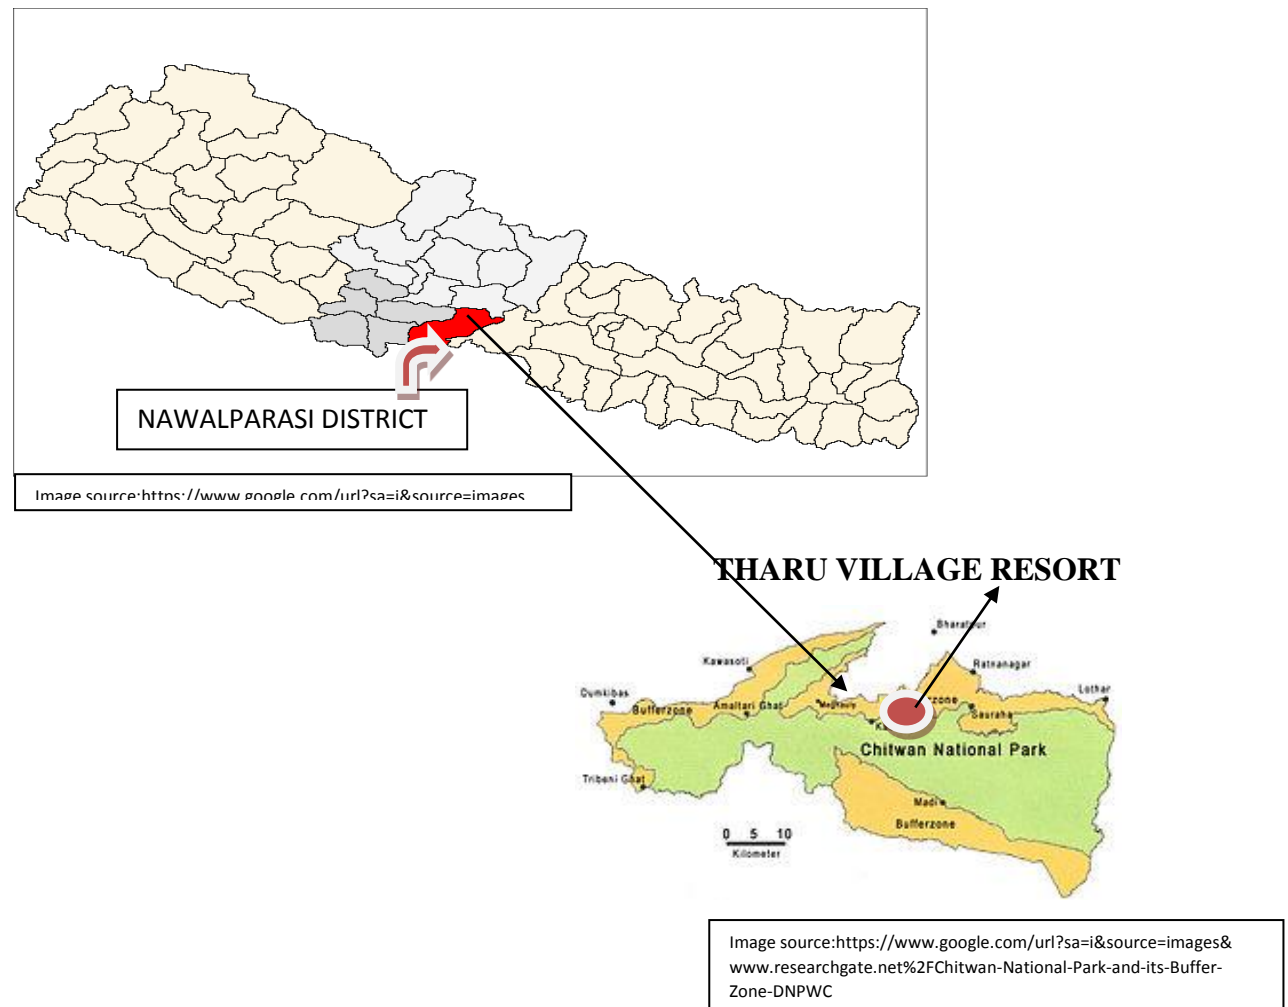 NAWALPARASI DISTRICT
Image source:https://www.google.com/url?sa=i&source=images
THARU VILLAGE RESORT
Bharatpur
Kawasoti
Ratnanagar
Dumkibas
Lothar
Bufferzone
Amaltari Ghat
Meghauly
Sauraha
Chitwan National Park
Tribeni Ghat
Madi
Bufferzone
0 5 10
Kilometer
Image source:https://www.google.com/url?sa=i&source=images&
www.researchgate.net%2FChitwan-National-Park-and-its-Buffer-
Zone-DNPWC